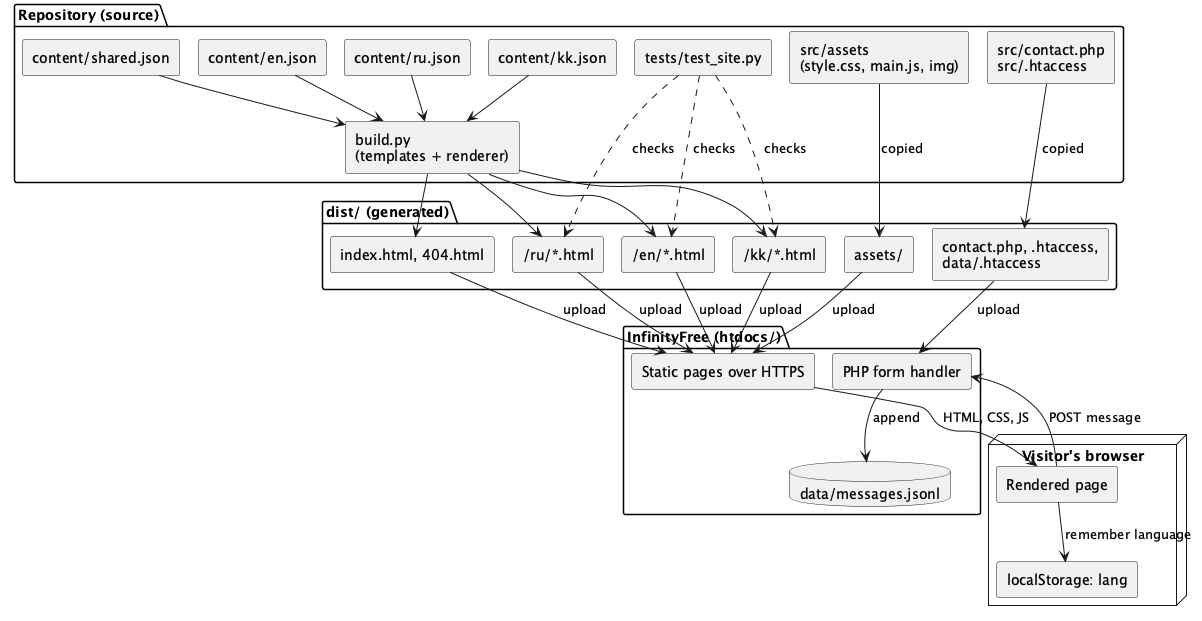 Repository (source)
content/shared.json
content/en.json
content/ru.json
content/kk.json
tests/test_site.py
src/assets
(style.css, main.js, img)
src/contact.php
src/.htaccess
build.py
(templates + renderer)
checks
checks
checks
copied
copied
dist/ (generated)
index.html, 404.html
/ru/*.html
/en/*.html
/kk/*.html
assets/
contact.php, .htaccess,
data/.htaccess
upload
upload
upload
upload
upload
upload
InfinityFree (htdocs/)
Static pages over HTTPS
PHP form handler
append
HTML, CSS, JS
POST message
data/messages.jsonl
Visitor's browser
Rendered page
remember language
localStorage: lang